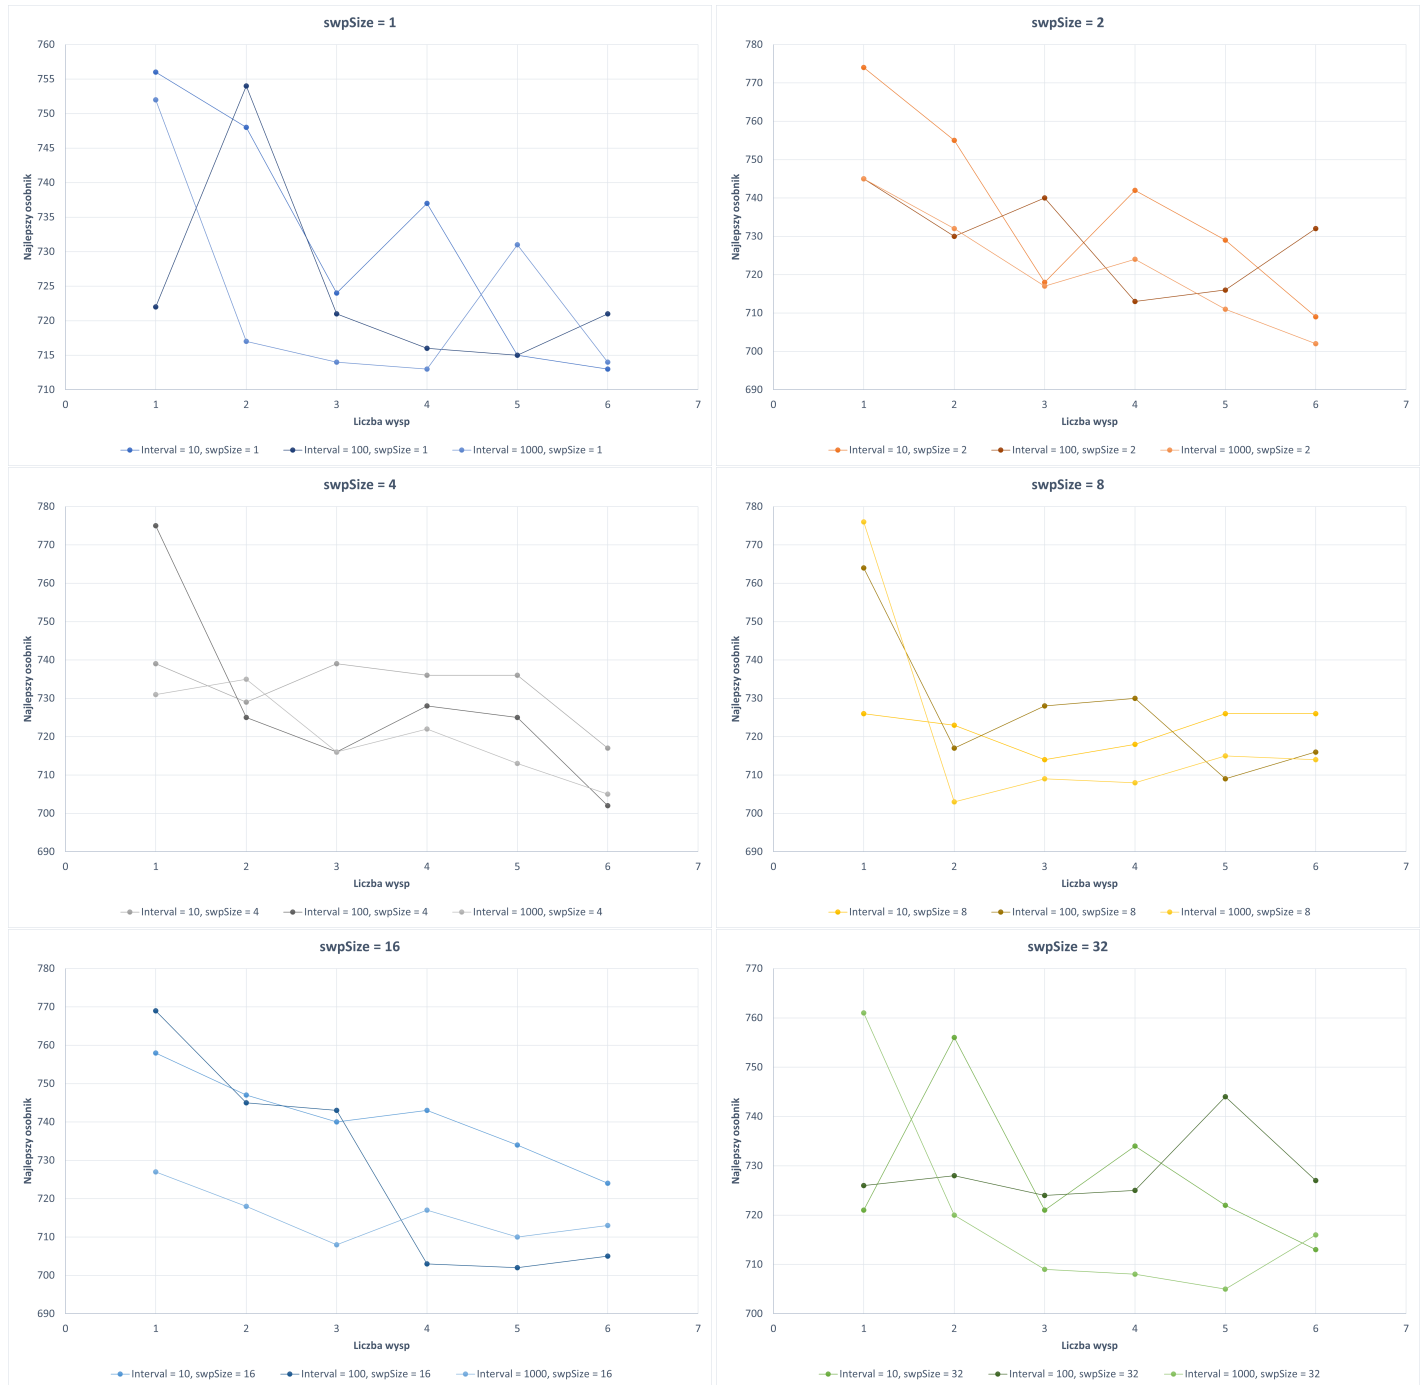 swpSize = 1
760
755
750
745
740
735
730
725
720
715
710
Najlepszy osobnik
0 1 2 3 4 5 6 7
Liczba wysp
Interval = 10, swpSize = 1 Interval = 100, swpSize = 1 Interval = 1000, swpSize = 1
swpSize = 2
780
770
760
750
740
730
720
710
700
690
Najlepszy osobnik
0 1 2 3 4 5 6 7
Liczba wysp
Interval = 10, swpSize = 2 Interval = 100, swpSize = 2 Interval = 1000, swpSize = 2
swpSize = 4
780
770
760
750
740
730
720
710
700
690
Najlepszy osobnik
0 1 2 3 4 5 6 7
Liczba wysp
Interval = 10, swpSize = 4 Interval = 100, swpSize = 4 Interval = 1000, swpSize = 4
swpSize = 8
780
770
760
750
740
730
720
710
700
690
Najlepszy osobnik
0 1 2 3 4 5 6 7
Liczba wysp
Interval = 10, swpSize = 8 Interval = 100, swpSize = 8 Interval = 1000, swpSize = 8
swpSize = 16
780
770
760
750
740
730
720
710
700
690
Najlepszy osobnik
0 1 2 3 4 5 6 7
Liczba wysp
Interval = 10, swpSize = 16 Interval = 100, swpSize = 16 Interval = 1000, swpSize = 16
swpSize = 32
770
760
750
740
730
720
710
700
Najlepszy osobnik
0 1 2 3 4 5 6 7
Liczba wysp
Interval = 10, swpSize = 32 Interval = 100, swpSize = 32 Interval = 1000, swpSize = 32